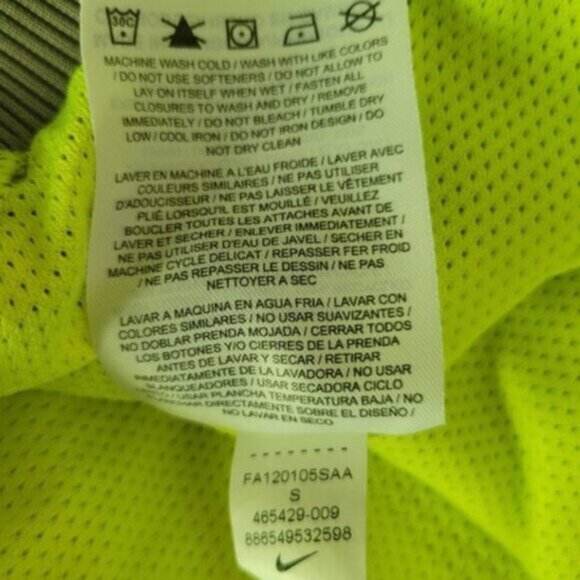 30C
MACHINE WASH COLD / WASH WITH LIKE COLORS
/ DO NOT USE SOFTENERS / DO NOT ALLOW TO
LAY ON ITSELF WHEN WET / FASTEN ALL
CLOSURES TO WASH AND DRY / REMOVE
IMMEDIATELY / DO NOT BLEACH / TUMBLE DRY
LOW / COOL IRON / DO NOT IRON DESIGN / DO
NOT DRY CLEAN
LAVER EN MACHINE A L'EAU FROIDE / LAVER AVEC
COULEURS SIMILAIRES / NE PAS UTILISER
D'ADOUCISSEUR / NE PAS LAISSER LE VÊTEMENT
PLIÉ LORSQU'IL EST MOUILLÉ / VEUILLEZ
BOUCLER TOUTES LES ATTACHES AVANT DE
LAVER ET SÉCHER / ENLEVER IMMEDIATEMENT /
NE PAS UTILISER D'EAU DE JAVEL / SECHER EN
MACHINE CYCLE DELICAT / REPASSER FER FROID
/ NE PAS REPASSER LE DESSIN / NE PAS
NETTOYER A SEC
LAVAR A MAQUINA EN AGUA FRIA / LAVAR CON
COLORES SIMILARES / NO USAR SUAVIZANTES /
NO DOBLAR PRENDA MOJADA / CERRAR TODOS
LOS BOTONES Y/O CIERRES DE LA PRENDA
ANTES DE LAVAR Y SECAR / RETIRAR
INMEDIATAMENTE DE LA LAVADORA / NO USAR
BLANQUEADORES / USAR SECADORA CICLO
/ USAR PLANCHA TEMPERATURA BAJA / NO
DIRECTAMENTE SOBRE EL DISEÑO /
NO LAVAR EN SECO
FA120105SAA
S
465429-009
886549532598